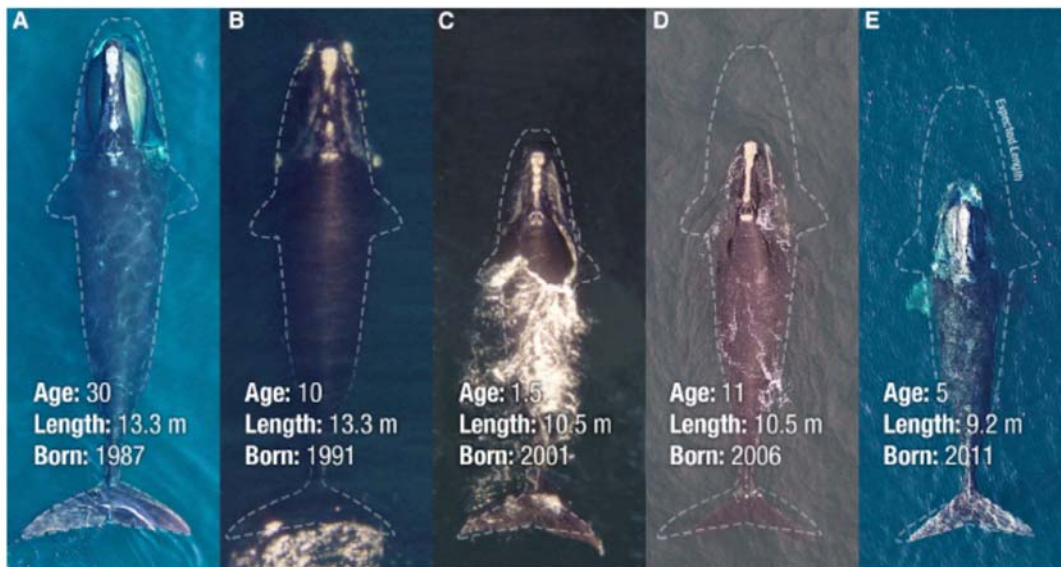 A
B
C
D
E
Expected Length
Age: 30
Length: 13.3 m
Born: 1987
Age: 10
Length: 13.3 m
Born: 1991
Age: 1.5
Length: 10.5 m
Born: 2001
Age: 11
Length: 10.5 m
Born: 2006
Age: 5
Length: 9.2 m
Born: 2011